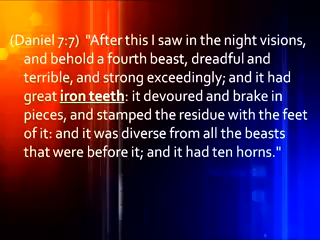 (Daniel 7:7)  "After this I saw in the night visions,
and behold a fourth beast, dreadful and
terrible, and strong exceedingly; and it had
great iron teeth: it devoured and brake in
pieces, and stamped the residue with the feet
of it: and it was diverse from all the beasts
that were before it; and it had ten horns."